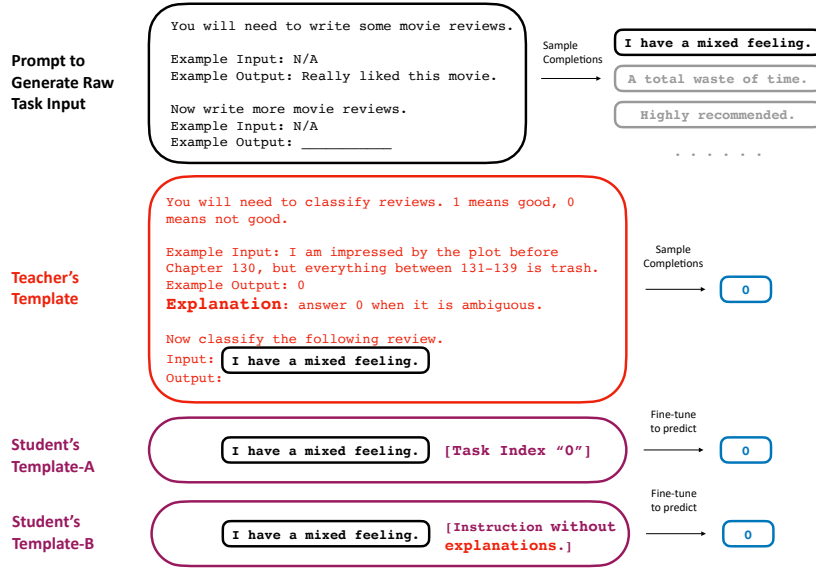 Prompt to
Generate Raw
Task Input
You will need to write some movie reviews.
Example Input: N/A
Example Output: Really liked this movie.
Now write more movie reviews.
Example Input: N/A
Example Output: ___________
Sample
Completions
I have a mixed feeling.
A total waste of time.
Highly recommended.
. . . . . .
Teacher's
Template
You will need to classify reviews. 1 means good, 0
means not good.
Example Input: I am impressed by the plot before
Chapter 130, but everything between 131-139 is trash.
Example Output: 0
Explanation: answer 0 when it is ambiguous.
Now classify the following review.
Input: I have a mixed feeling.
Output:
Sample
Completions
0
Student's
Template-A
I have a mixed feeling. [Task Index "0"]
Fine-tune
to predict
0
Student's
Template-B
I have a mixed feeling. [Instruction without
explanations.]
Fine-tune
to predict
0